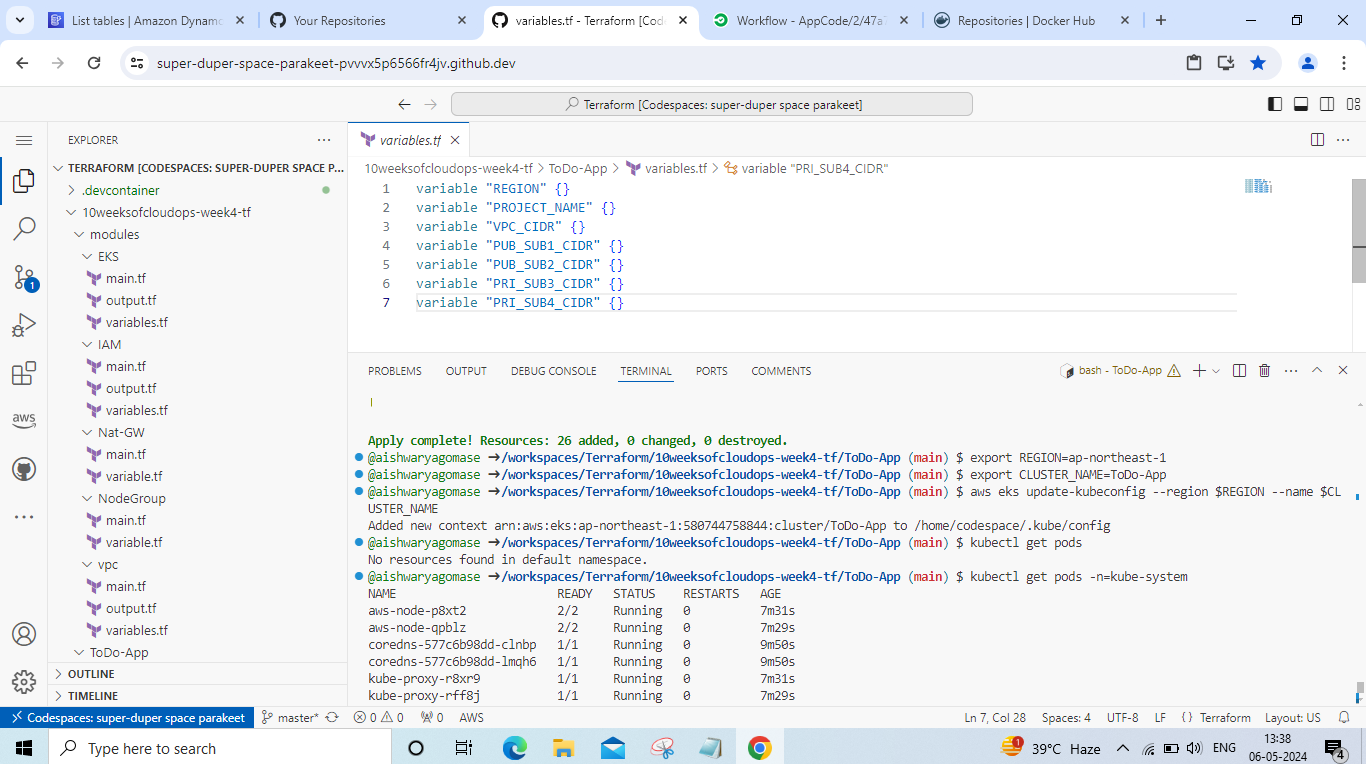 List tables | Amazon Dynamo
Your Repositories
variables.tf - Terraform [Code
Workflow - AppCode/2/47a7
Repositories | Docker Hub
super-duper-space-parakeet-pvvvx5p6566fr4jv.github.dev
Terraform [Codespaces: super-duper space parakeet]
EXPLORER
TERRAFORM [CODESPACES: SUPER-DUPER SPACE P...
.devcontainer
10weeksofcloudops-week4-tf
modules
EKS
main.tf
output.tf
variables.tf
IAM
main.tf
output.tf
variables.tf
Nat-GW
main.tf
variable.tf
NodeGroup
main.tf
variable.tf
vpc
main.tf
output.tf
variables.tf
ToDo-App
OUTLINE
TIMELINE
1
aws
variables.tf
10weeksofcloudops-week4-tf > ToDo-App > variables.tf > variable "PRI_SUB4_CIDR"
1 variable "REGION" {}
2 variable "PROJECT_NAME" {}
3 variable "VPC_CIDR" {}
4 variable "PUB_SUB1_CIDR" {}
5 variable "PUB_SUB2_CIDR" {}
6 variable "PRI_SUB3_CIDR" {}
7 variable "PRI_SUB4_CIDR" {}
PROBLEMS OUTPUT DEBUG CONSOLE TERMINAL PORTS COMMENTS
bash - ToDo-App
Apply complete! Resources: 26 added, 0 changed, 0 destroyed.
@aishwaryagomase ➜/workspaces/Terraform/10weeksofcloudops-week4-tf/ToDo-App (main) $ export REGION=ap-northeast-1
@aishwaryagomase ➜/workspaces/Terraform/10weeksofcloudops-week4-tf/ToDo-App (main) $ export CLUSTER_NAME=ToDo-App
@aishwaryagomase ➜/workspaces/Terraform/10weeksofcloudops-week4-tf/ToDo-App (main) $ aws eks update-kubeconfig --region $REGION --name $CL
USTER_NAME
Added new context arn:aws:eks:ap-northeast-1:580744758844:cluster/ToDo-App to /home/codespace/.kube/config
@aishwaryagomase ➜/workspaces/Terraform/10weeksofcloudops-week4-tf/ToDo-App (main) $ kubectl get pods
No resources found in default namespace.
@aishwaryagomase ➜/workspaces/Terraform/10weeksofcloudops-week4-tf/ToDo-App (main) $ kubectl get pods -n=kube-system
NAME READY STATUS RESTARTS AGE
aws-node-p8xt2 2/2 Running 0 7m31s
aws-node-qpblz 2/2 Running 0 7m29s
coredns-577c6b98dd-clnbp 1/1 Running 0 9m50s
coredns-577c6b98dd-lmqh6 1/1 Running 0 9m50s
kube-proxy-r8xr9 1/1 Running 0 7m31s
kube-proxy-rff8j 1/1 Running 0 7m29s
Codespaces: super-duper space parakeet master* 0 0 0 AWS Ln 7, Col 28 Spaces: 4 UTF-8 LF {} Terraform Layout: US
Type here to search
1 39°C Haze ENG 13:38
06-05-2024
4